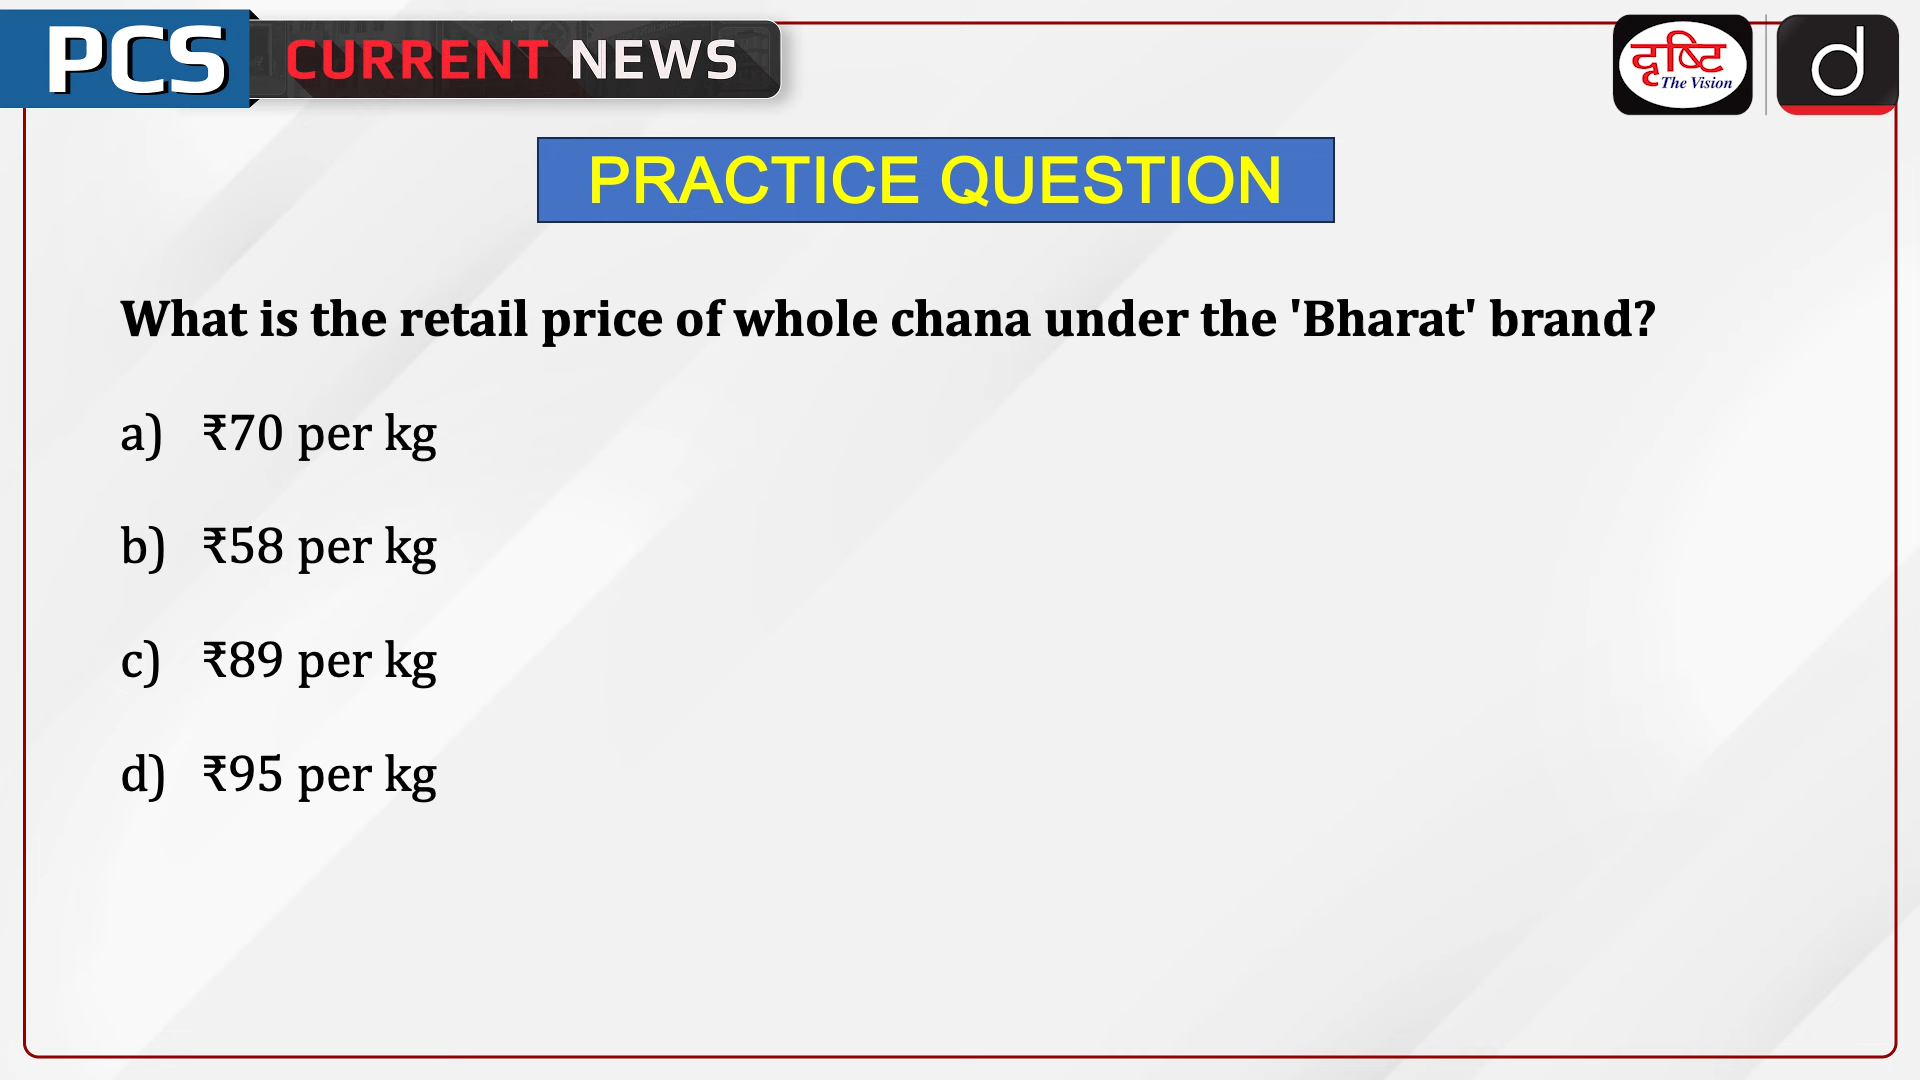 PCS CURRENT NEWS
दृष्टि
The Vision
d
PRACTICE QUESTION
What is the retail price of whole chana under the 'Bharat' brand?
a) ₹70 per kg
b) ₹58 per kg
c) ₹89 per kg
d) ₹95 per kg